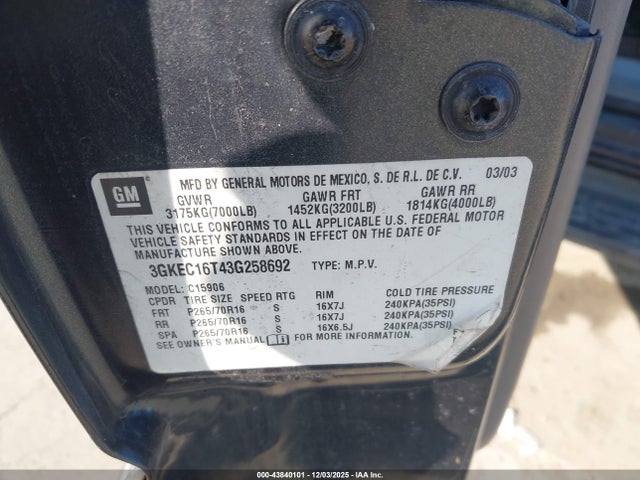 GM
MFD BY GENERAL MOTORS DE MEXICO, S. DE R.L. DE C.V. 03/03
GVWR GAWR FRT GAWR RR
3175KG(7000LB) 1452KG(3200LB) 1814KG(4000LB)
THIS VEHICLE CONFORMS TO ALL APPLICABLE U.S. FEDERAL MOTOR
VEHICLE SAFETY STANDARDS IN EFFECT ON THE DATE OF
MANUFACTURE SHOWN ABOVE.
3GKEC16T43G258692 TYPE: M.P.V.
MODEL: C15906
CPDR TIRE SIZE SPEED RTG RIM COLD TIRE PRESSURE
FRT P265/70R16 S 16X7J 240KPA(35PSI)
RR P265/70R16 S 16X7J 240KPA(35PSI)
SPA P265/70R16 S 16X6.5J 240KPA(35PSI)
SEE OWNER'S MANUAL FOR MORE INFORMATION.
000-43840101 - 12/03/2025 - COPART IAAI